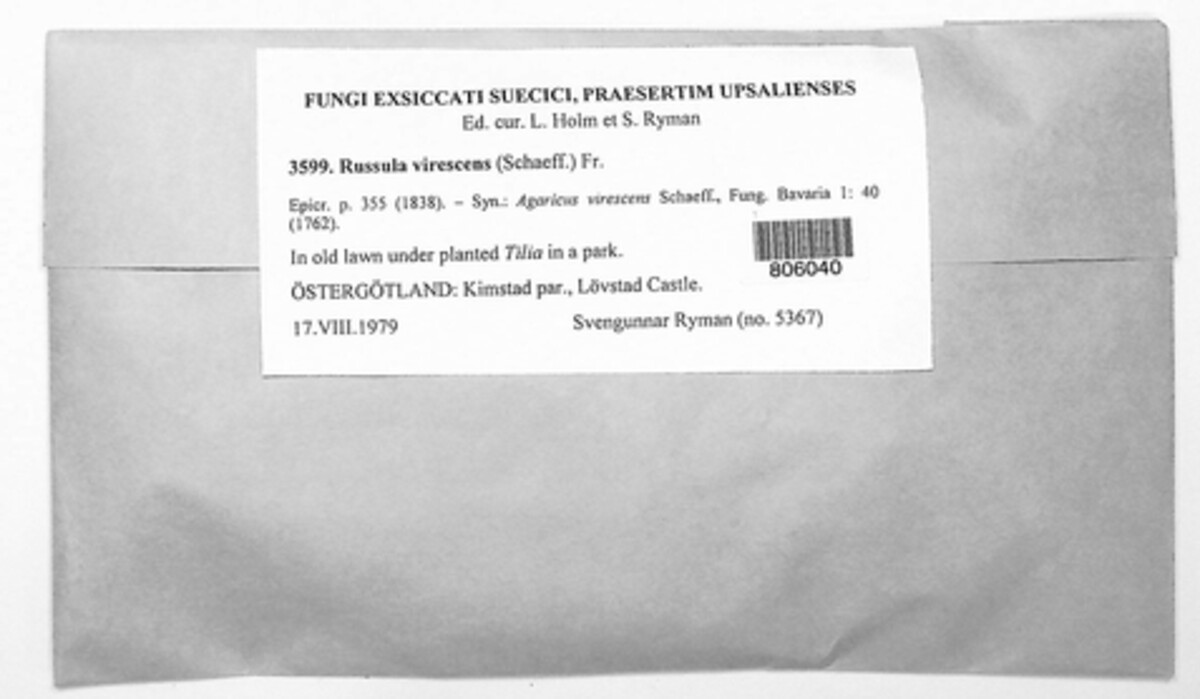 FUNGI EXSICCATI SUECICI, PRAESERTIM UPSALIENSES
Ed. cur. L. Holm et S. Ryman
3599. Russula virescens (Schaeff.) Fr.
Epicr. p. 355 (1838). – Syn.: Agaricus virescens Schaeff., Fung. Bavaria 1: 40
(1762).
In old lawn under planted Tilia in a park.
806040
ÖSTERGÖTLAND: Kimstad par., Lövstad Castle.
17.VIII.1979 Svengunnar Ryman (no. 5367)